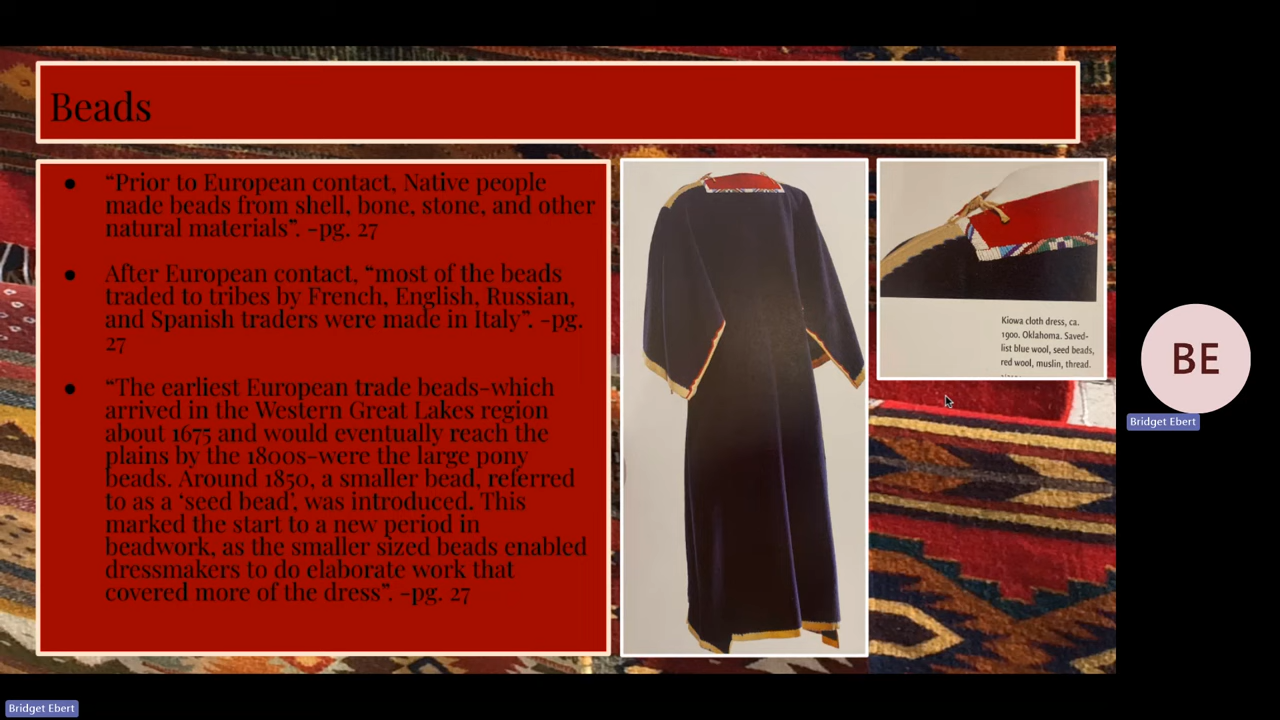 Beads
● “Prior to European contact, Native people
made beads from shell, bone, stone, and other
natural materials”. -pg. 27
● After European contact, “most of the beads
traded to tribes by French, English, Russian,
and Spanish traders were made in Italy”. -pg.
27
● “The earliest European trade beads-which
arrived in the Western Great Lakes region
about 1675 and would eventually reach the
plains by the 1800s-were the large pony
beads. Around 1850, a smaller bead, referred
to as a ‘seed bead’, was introduced. This
marked the start to a new period in
beadwork, as the smaller sized beads enabled
dressmakers to do elaborate work that
covered more of the dress”. -pg. 27
Kiowa cloth dress, ca.
1900. Oklahoma. Saved-
list blue wool, seed beads,
red wool, muslin, thread.
BE
Bridget Ebert
Bridget Ebert